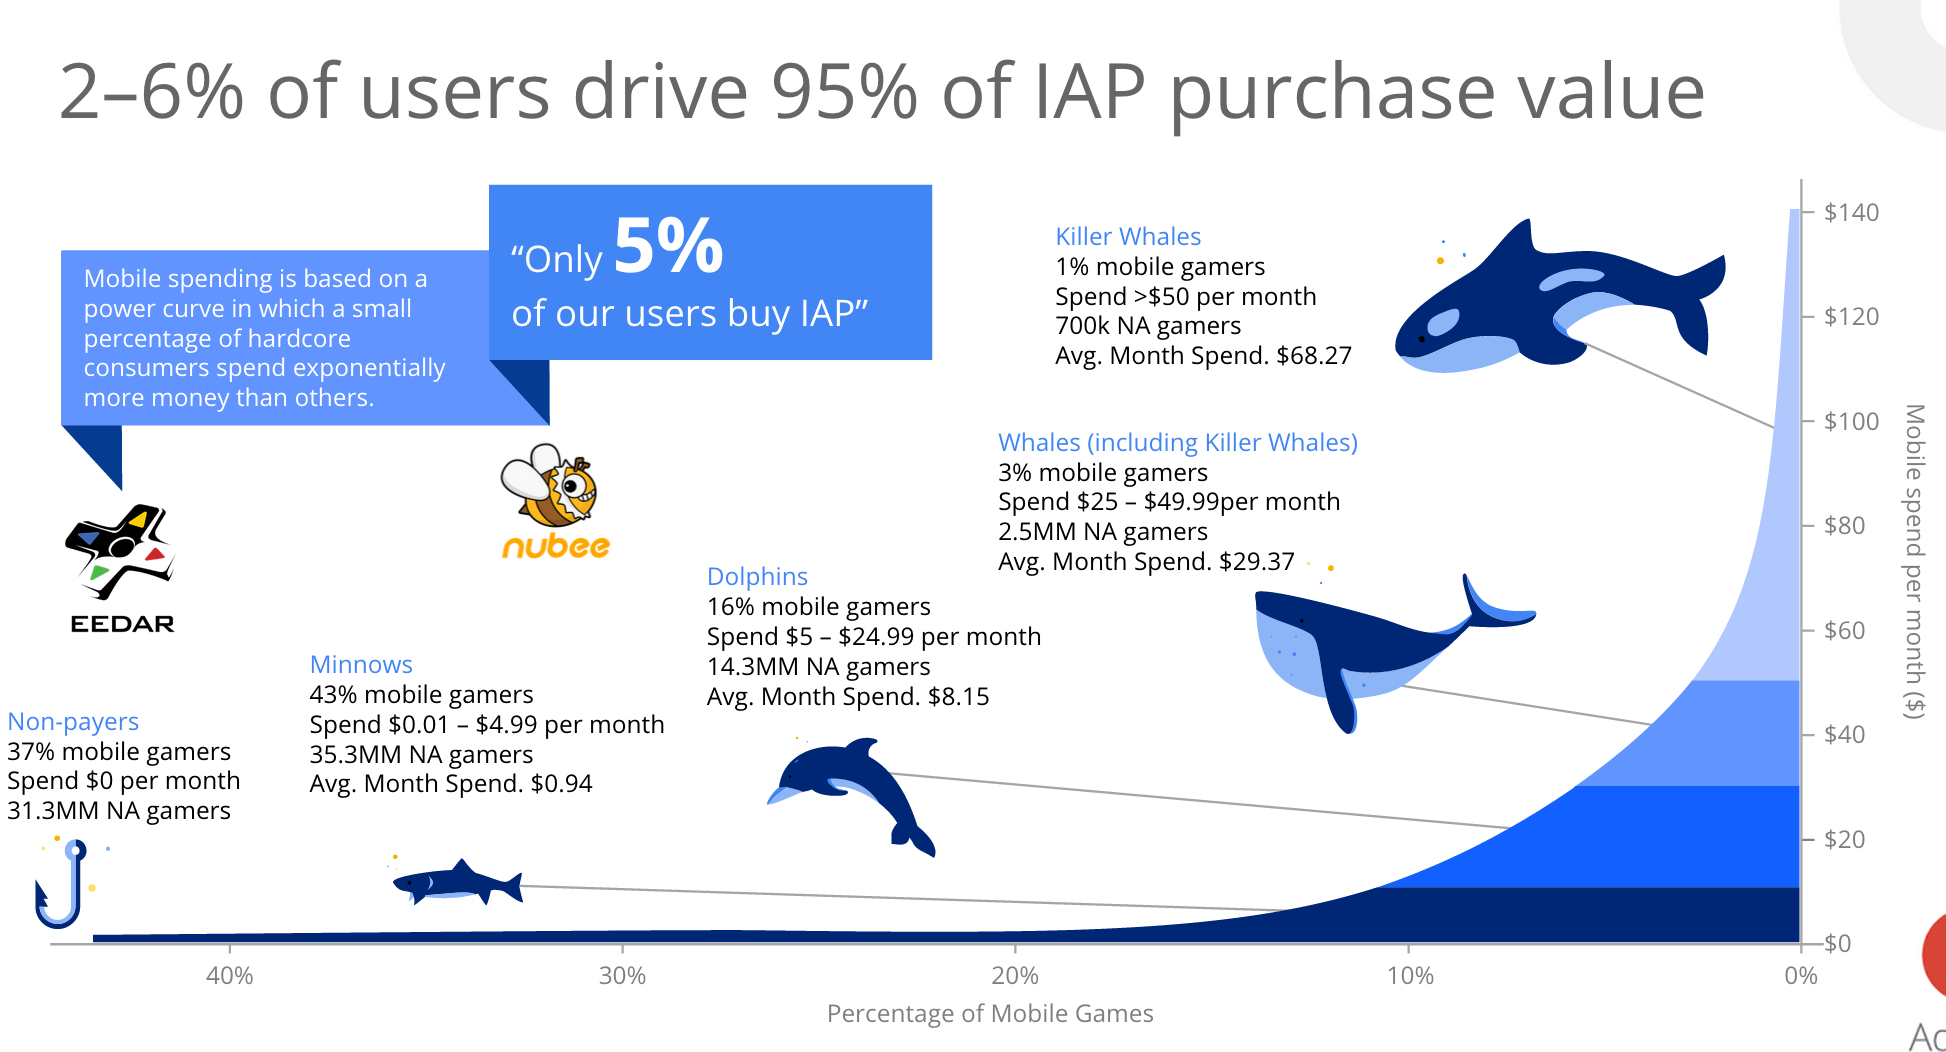 2–6% of users drive 95% of IAP purchase value
“Only 5%
of our users buy IAP”
Mobile spending is based on a
power curve in which a small
percentage of hardcore
consumers spend exponentially
more money than others.
EEDAR
nubee
Killer Whales
1% mobile gamers
Spend >$50 per month
700k NA gamers
Avg. Month Spend. $68.27
Whales (including Killer Whales)
3% mobile gamers
Spend $25 – $49.99per month
2.5MM NA gamers
Avg. Month Spend. $29.37
Dolphins
16% mobile gamers
Spend $5 – $24.99 per month
14.3MM NA gamers
Avg. Month Spend. $8.15
Minnows
43% mobile gamers
Spend $0.01 – $4.99 per month
35.3MM NA gamers
Avg. Month Spend. $0.94
Non-payers
37% mobile gamers
Spend $0 per month
31.3MM NA gamers
$140
$120
$100
$80
$60
$40
$20
$0
Mobile spend per month ($)
40%
30%
20%
10%
0%
Percentage of Mobile Games